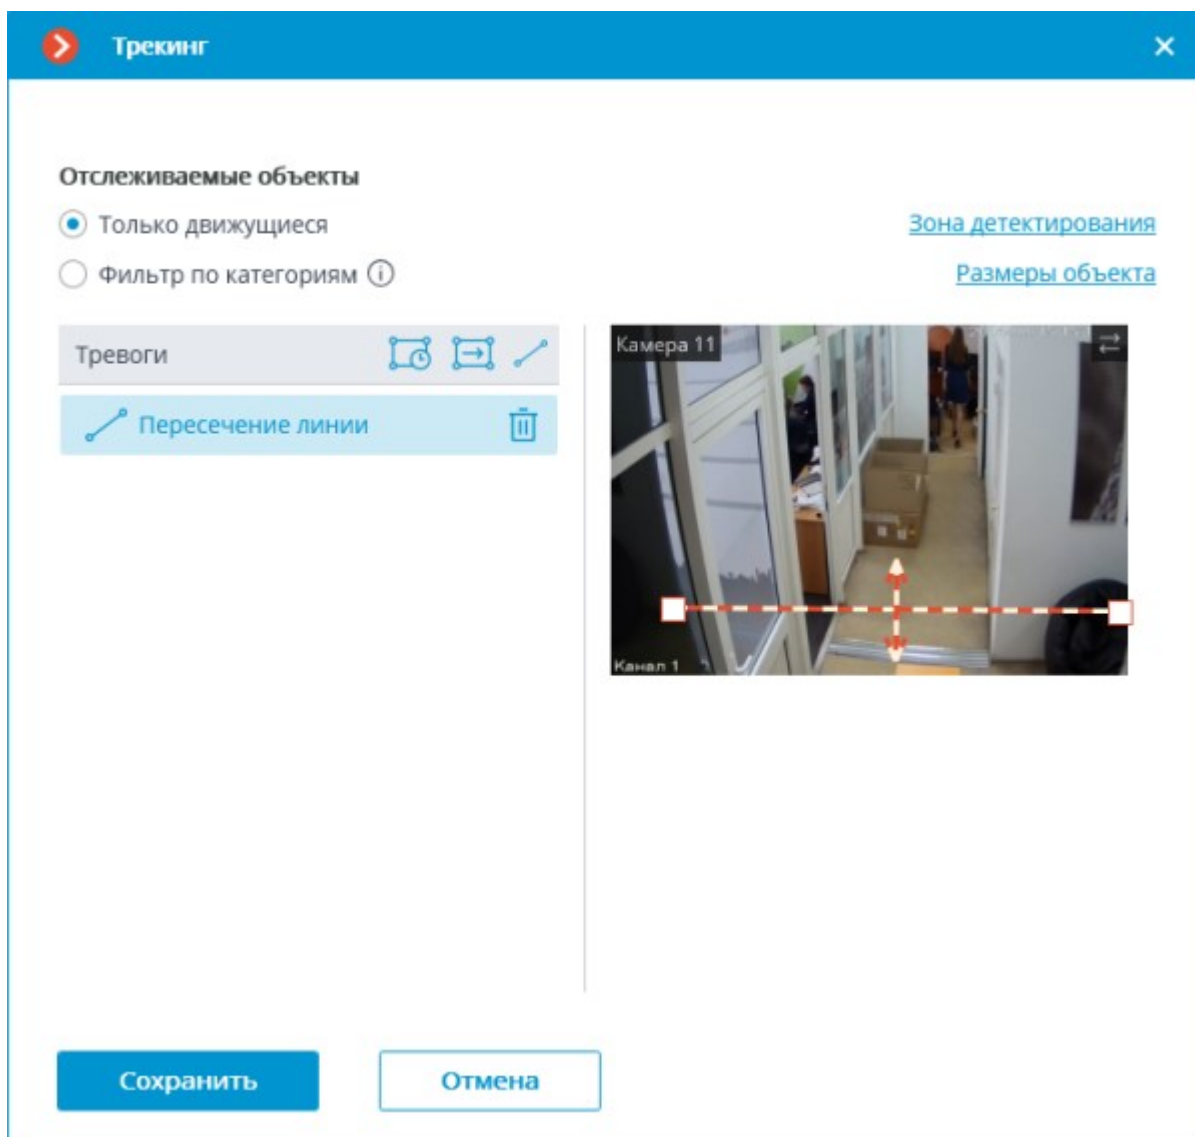 Трекинг
Отслеживаемые объекты
Только движущиеся
Зона детектирования
Фильтр по категориям
Размеры объекта
Тревоги
Камера 11
Пересечение линии
Канал 1
Сохранить
Отмена